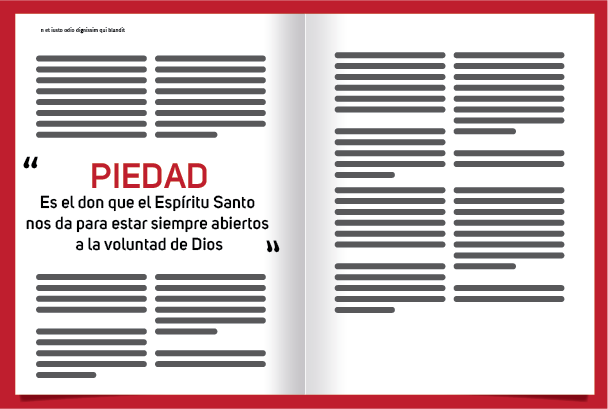 n et iusto odio dignissim qui blandit
“
PIEDAD
Es el don que el Espíritu Santo
nos da para estar siempre abiertos
a la voluntad de Dios
”